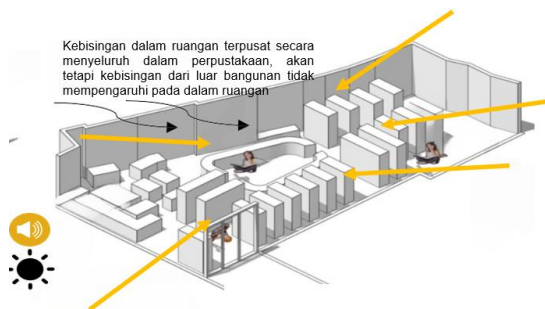 Kebisingan dalam ruangan terpusat secara
menyeluruh dalam perpustakaan, akan
tetapi kebisingan dari luar bangunan tidak
mempengaruhi pada dalam ruangan